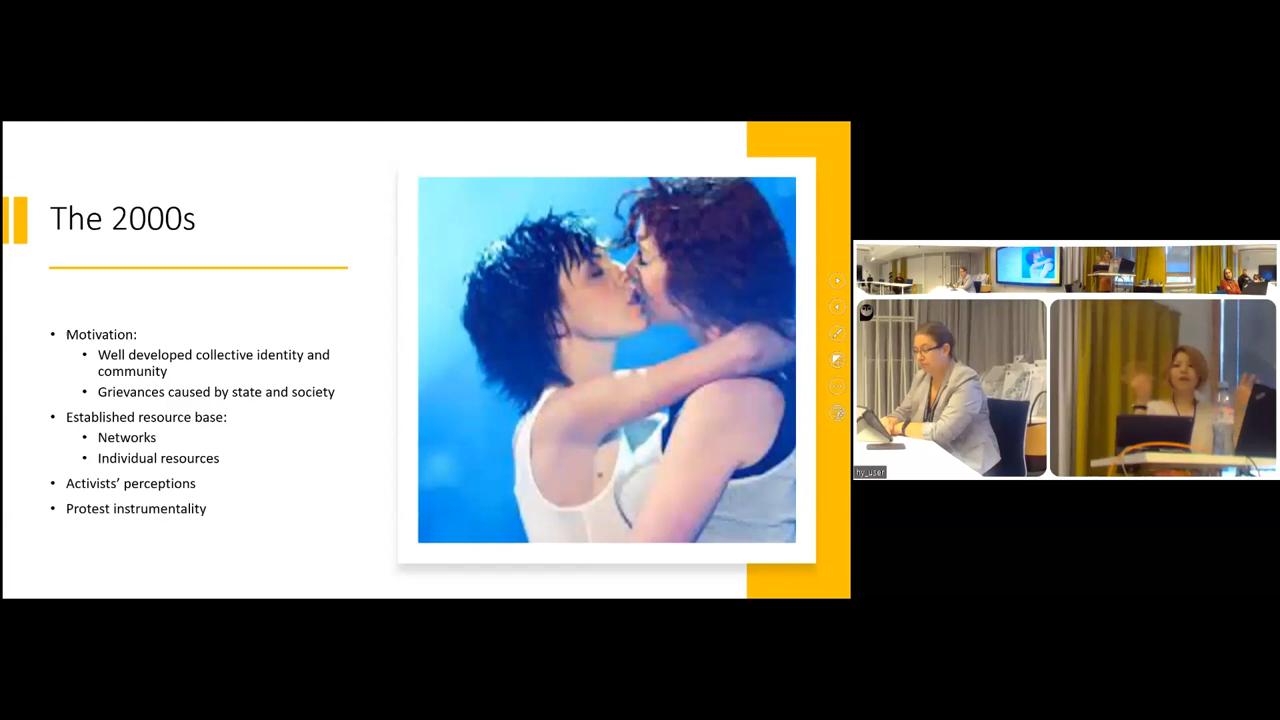 The 2000s
• Motivation:
• Well developed collective identity and
community
• Grievances caused by state and society
• Established resource base:
• Networks
• Individual resources
• Activists' perceptions
• Protest instrumentality
hy_user